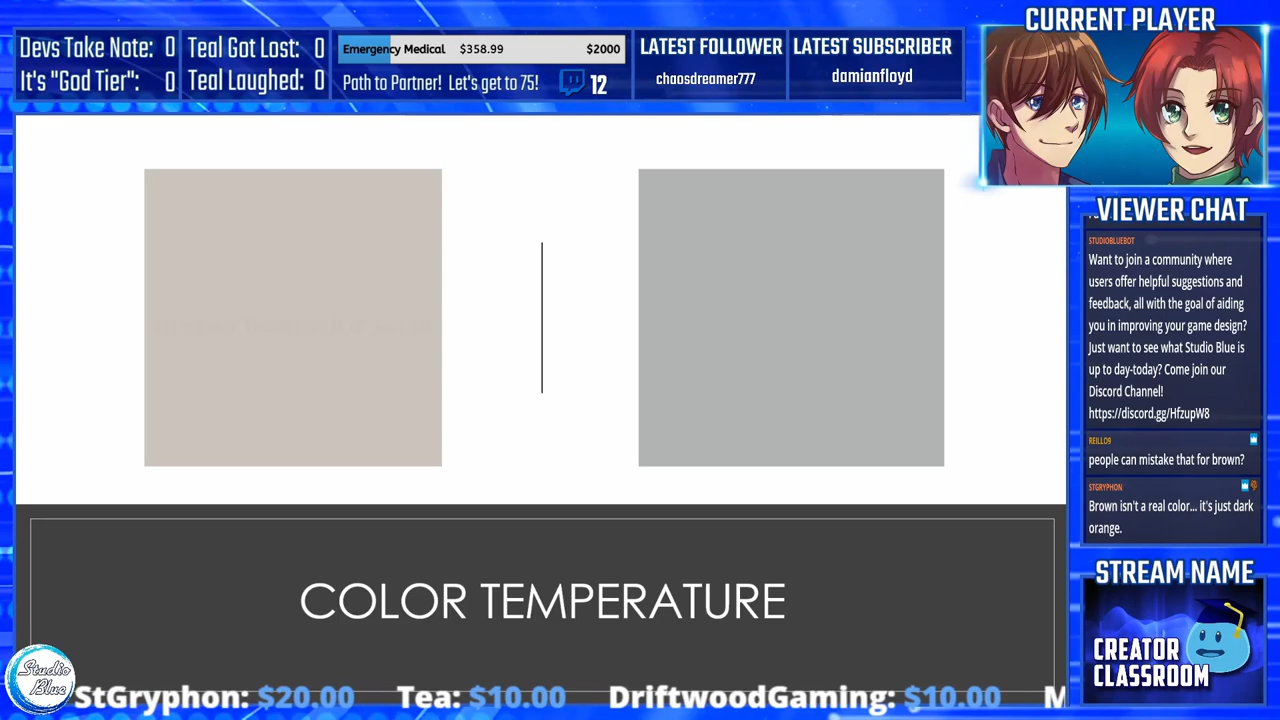 CURRENT PLAYER
Devs Take Note: 0
It's "God Tier": 0
Teal Got Lost: 0
Teal Laughed: 0
Emergency Medical $358.99 $2000
Path to Partner! Let's get to 75! 12
LATEST FOLLOWER
chaosdreamer777
LATEST SUBSCRIBER
damianfloyd
VIEWER CHAT
STUDIOBLUEBOT
Want to join a community where
users offer helpful suggestions and
feedback, all with the goal of aiding
you in improving your game design?
Just want to see what Studio Blue is
up to day-today? Come join our
Discord Channel!
https://discord.gg/HfzupW8
REILLO9
people can mistake that for brown?
STGRYPHON
Brown isn't a real color... it's just dark
orange.
COLOR TEMPERATURE
STREAM NAME
CREATOR
CLASSROOM
Studio
Blue
StGryphon: $20.00 Tea: $10.00 DriftwoodGaming: $10.00 M